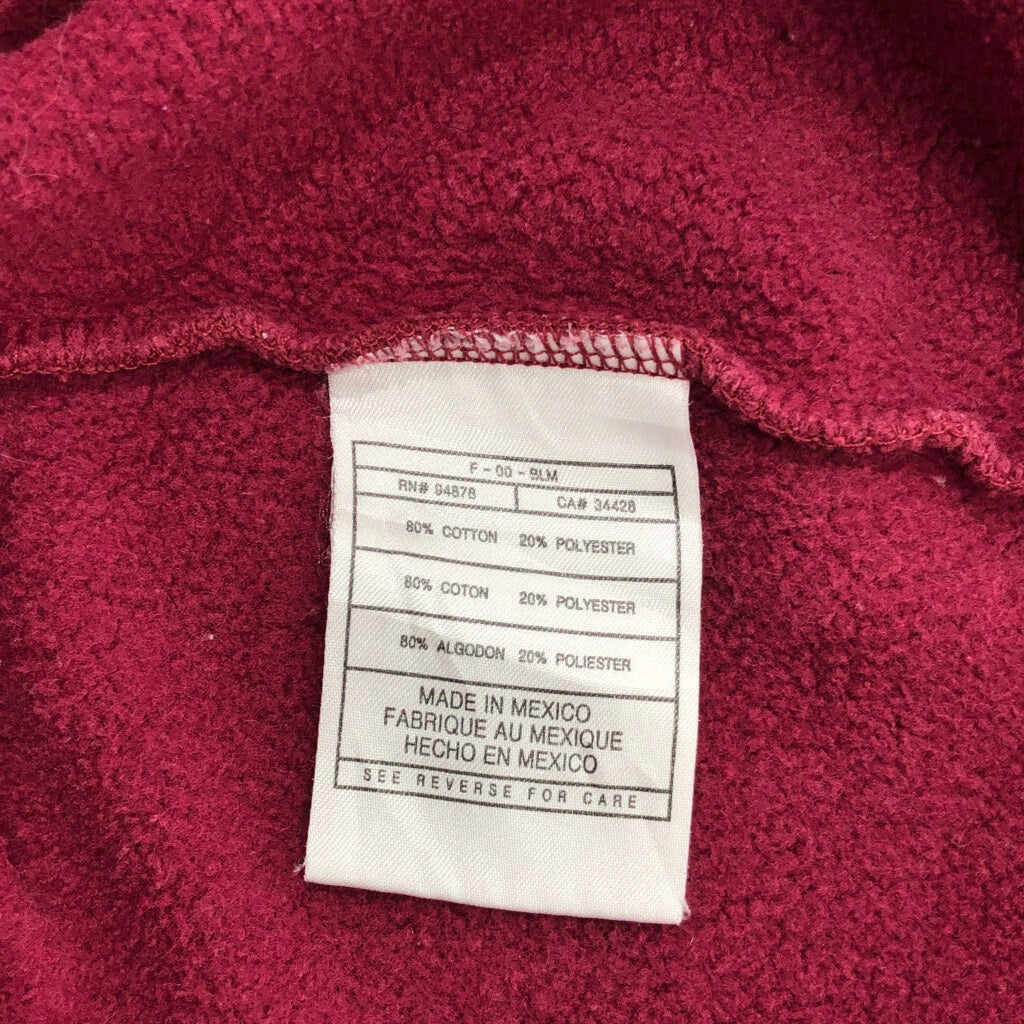 F - 00 - BLM
RN# 94878 CA# 34428
80% COTTON 20% POLYESTER
80% COTON 20% POLYESTER
80% ALGODON 20% POLIESTER
MADE IN MEXICO
FABRIQUE AU MEXIQUE
HECHO EN MEXICO
SEE REVERSE FOR CARE